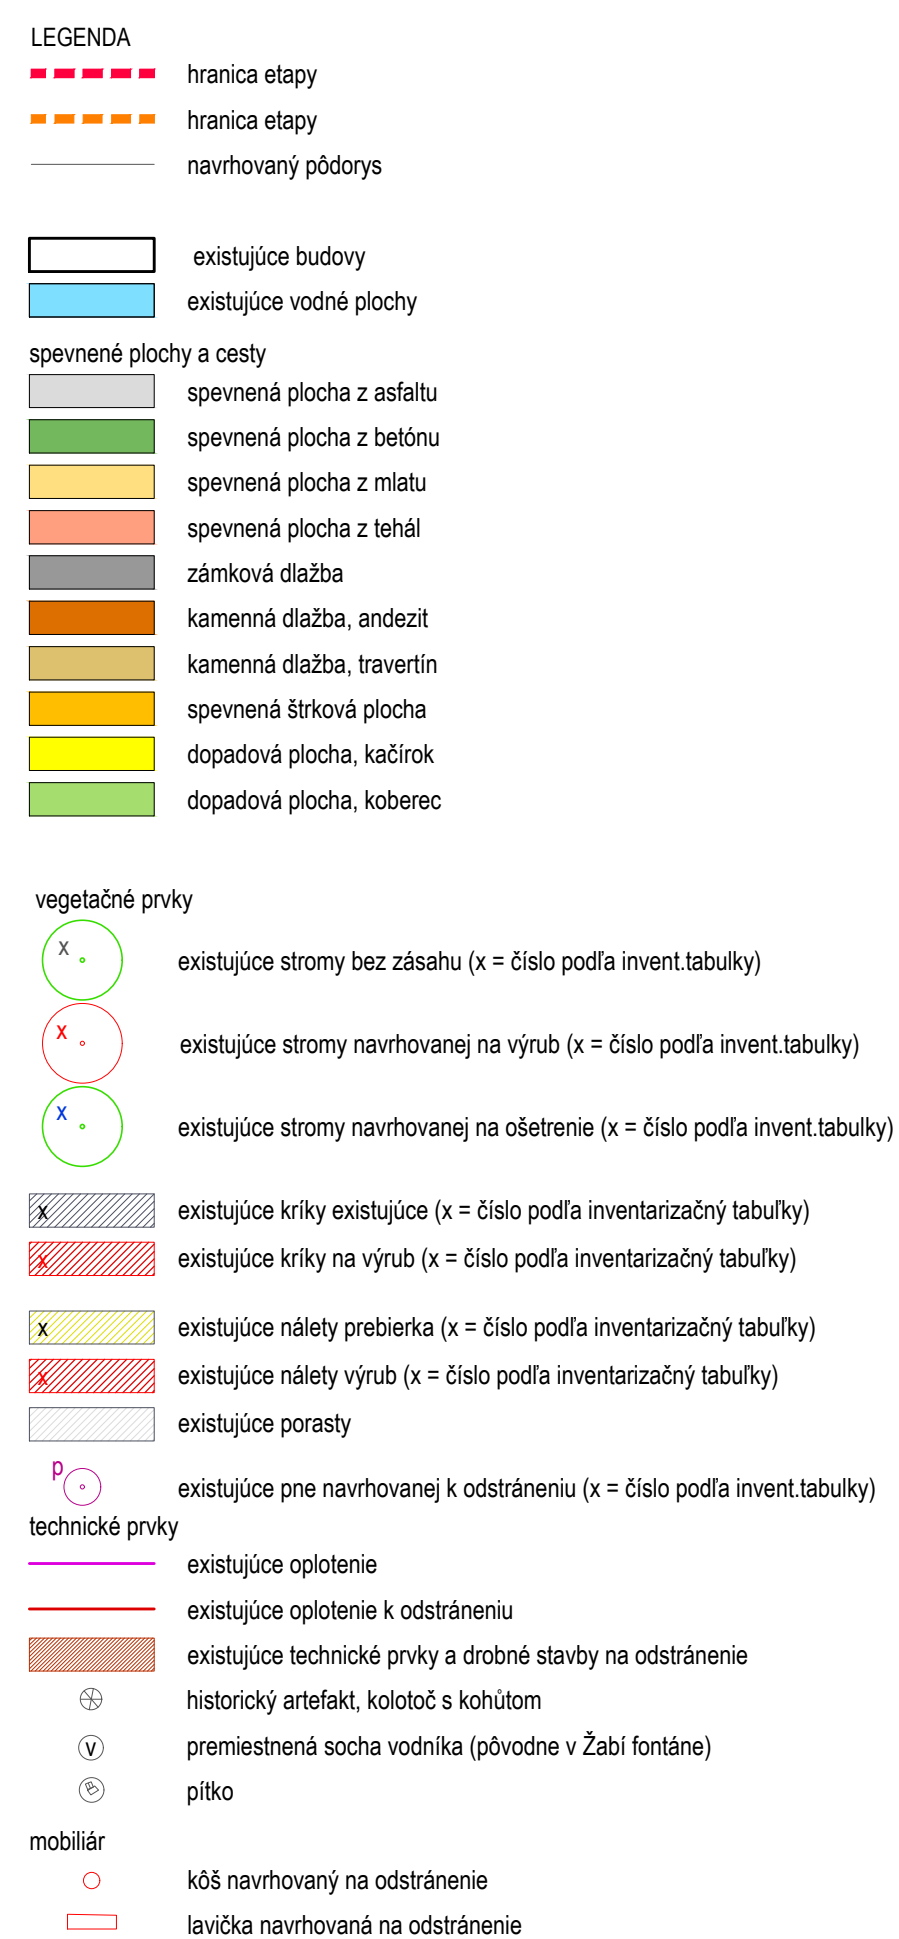 LEGENDA
hranica etapy
hranica etapy
navrhovaný pôdorys
existujúce budovy
existujúce vodné plochy
spevnené plochy a cesty
spevnená plocha z asfaltu
spevnená plocha z betónu
spevnená plocha z mlatu
spevnená plocha z tehál
zámková dlažba
kamenná dlažba, andezit
kamenná dlažba, travertín
spevnená štrková plocha
dopadová plocha, kačírok
dopadová plocha, koberec
vegetačné prvky
x existujúce stromy bez zásahu (x = číslo podľa invent.tabulky)
x existujúce stromy navrhovanej na výrub (x = číslo podľa invent.tabulky)
x existujúce stromy navrhovanej na ošetrenie (x = číslo podľa invent.tabulky)
x existujúce kríky existujúce (x = číslo podľa inventarizačný tabuľky)
x existujúce kríky na výrub (x = číslo podľa inventarizačný tabuľky)
x existujúce nálety prebierka (x = číslo podľa inventarizačný tabuľky)
x existujúce nálety výrub (x = číslo podľa inventarizačný tabuľky)
existujúce porasty
p existujúce pne navrhovanej k odstráneniu (x = číslo podľa invent.tabulky)
technické prvky
existujúce oplotenie
existujúce oplotenie k odstráneniu
existujúce technické prvky a drobné stavby na odstránenie
historický artefakt, kolotoč s kohůtom
v premiestnená socha vodníka (pôvodne v Žabí fontáne)
pítko
mobiliár
kôš navrhovaný na odstránenie
lavička navrhovaná na odstránenie